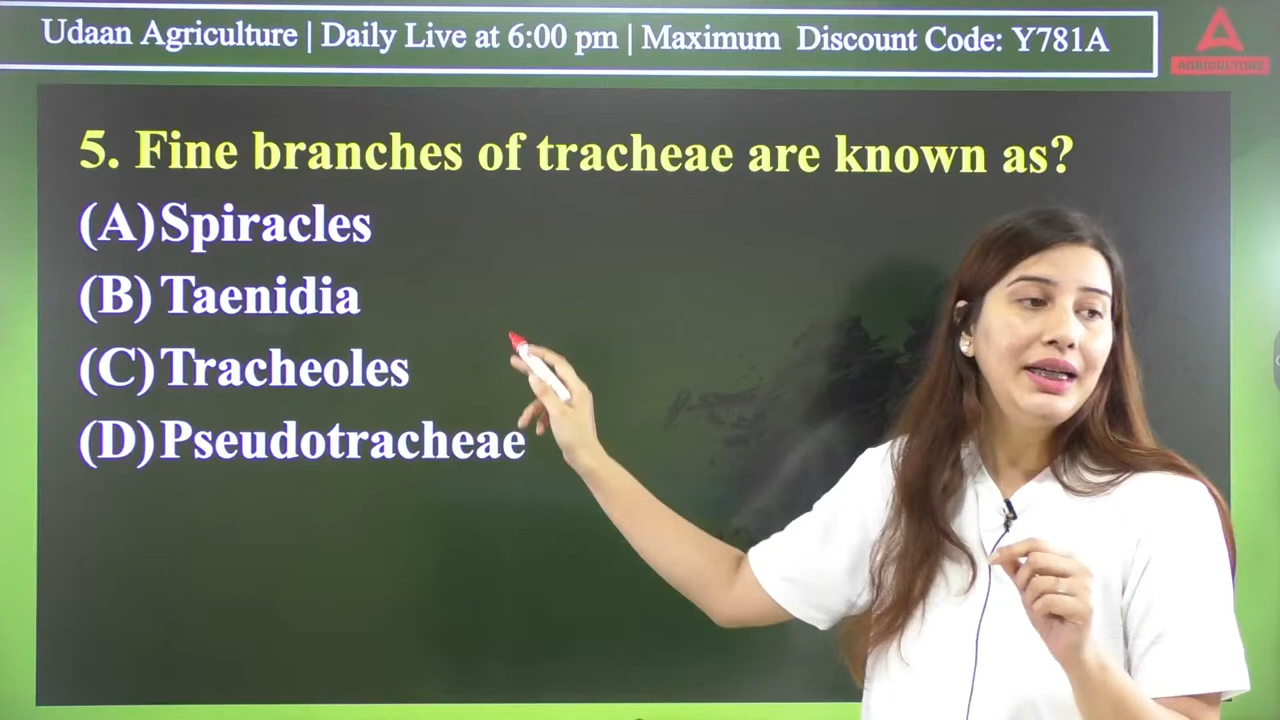 Udaan Agriculture | Daily Live at 6:00 pm | Maximum Discount Code: Y781A
AGRICULTURE
5. Fine branches of tracheae are known as?
(A) Spiracles
(B) Taenidia
(C) Tracheoles
(D) Pseudotracheae